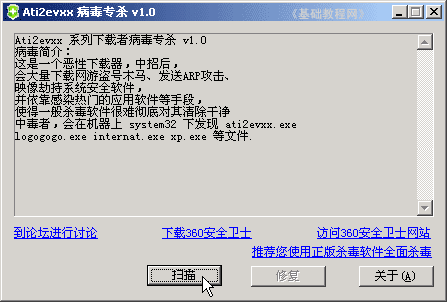 Ati2evxx 病毒专杀 v1.0 《基础教程网》
Ati2evxx 系列下载者病毒专杀 v1.0
病毒简介:
这是一个恶性下载器，中招后，
会大量下载网游盗号木马、发送ARP攻击、
映像劫持系统安全软件，
并依靠感染热门的应用软件等手段，
使得一般杀毒软件很难彻底对其清除干净
中毒者，会在机器上 system32 下发现 ati2evxx.exe
logogogo.exe internat.exe xp.exe 等文件.
到论坛进行讨论 下载360安全卫士 访问360安全卫士网站
推荐您使用正版杀毒软件全面杀毒
扫描 修复 关于(A)